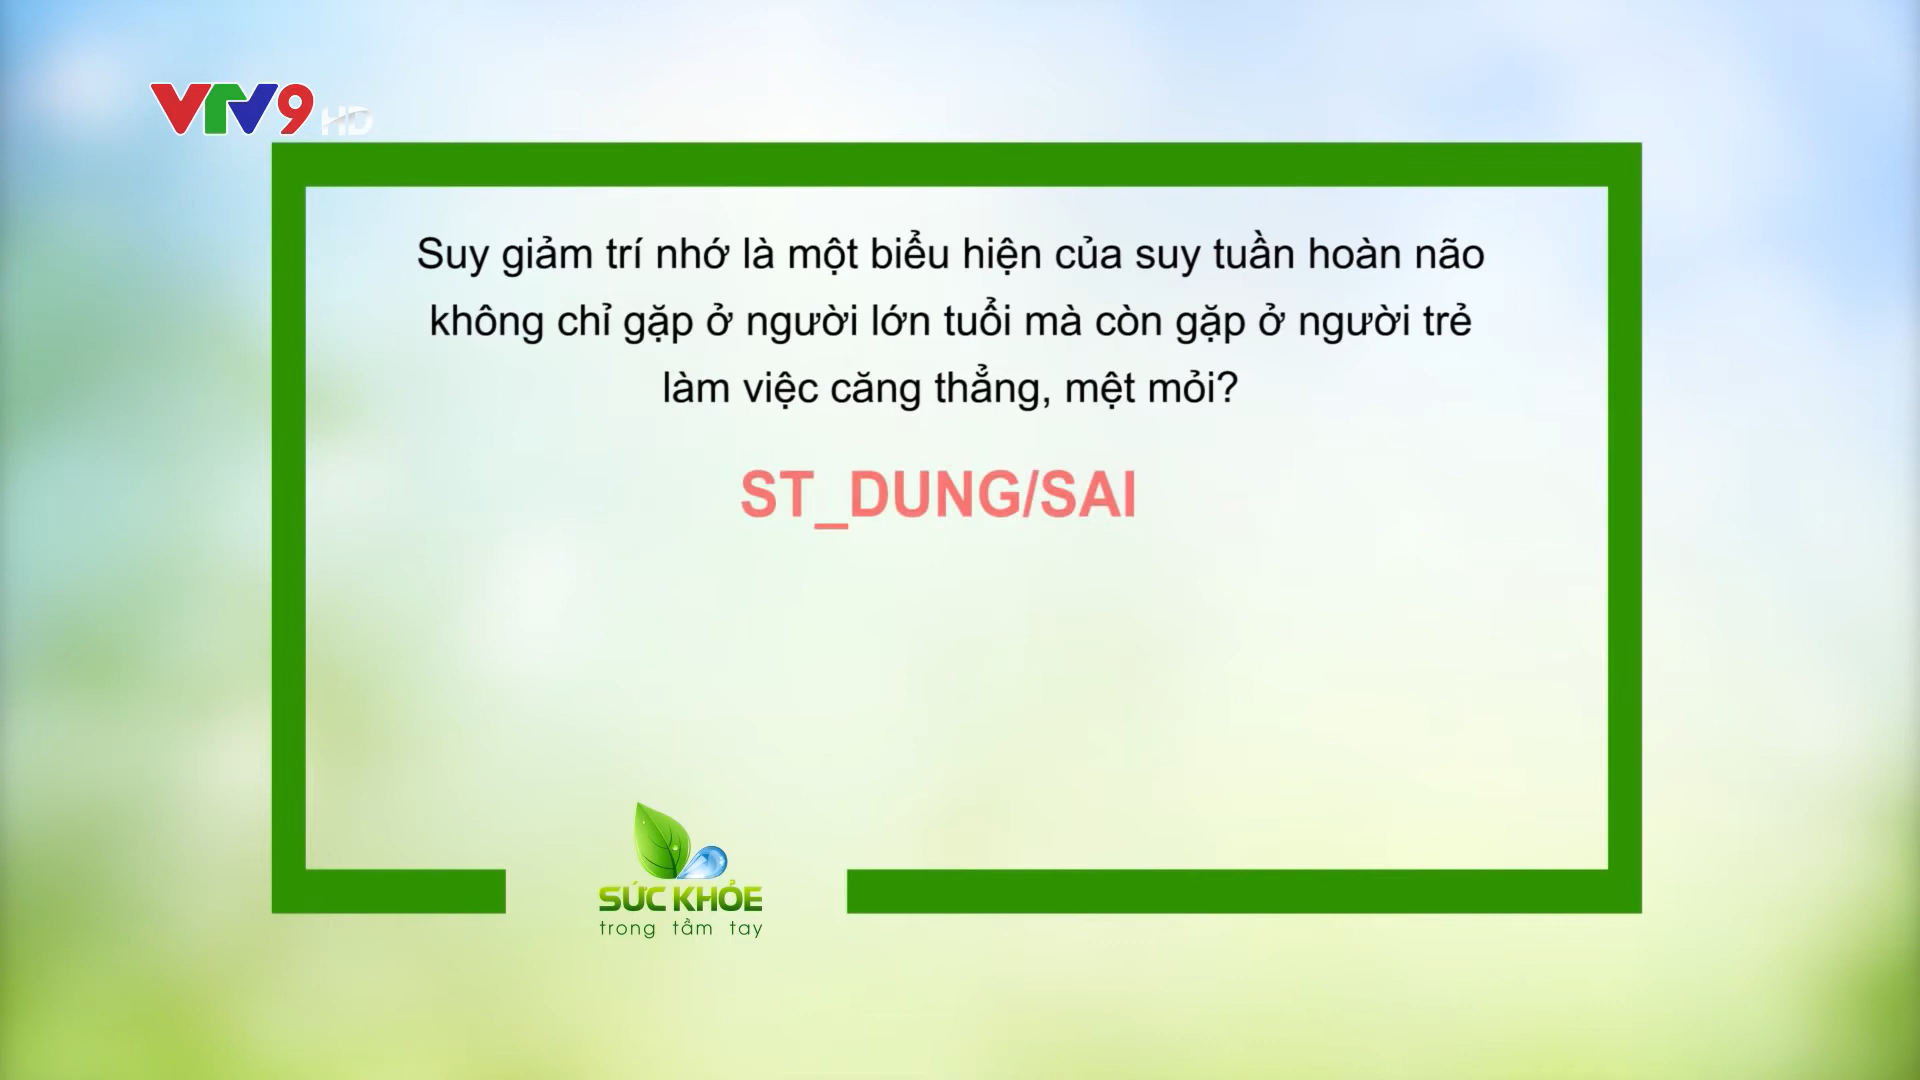 VTV9 HD
Suy giảm trí nhớ là một biểu hiện của suy tuần hoàn não
không chỉ gặp ở người lớn tuổi mà còn gặp ở người trẻ
làm việc căng thẳng, mệt mỏi?
ST_DUNG/SAI
SỨC KHỎE
trong tầm tay